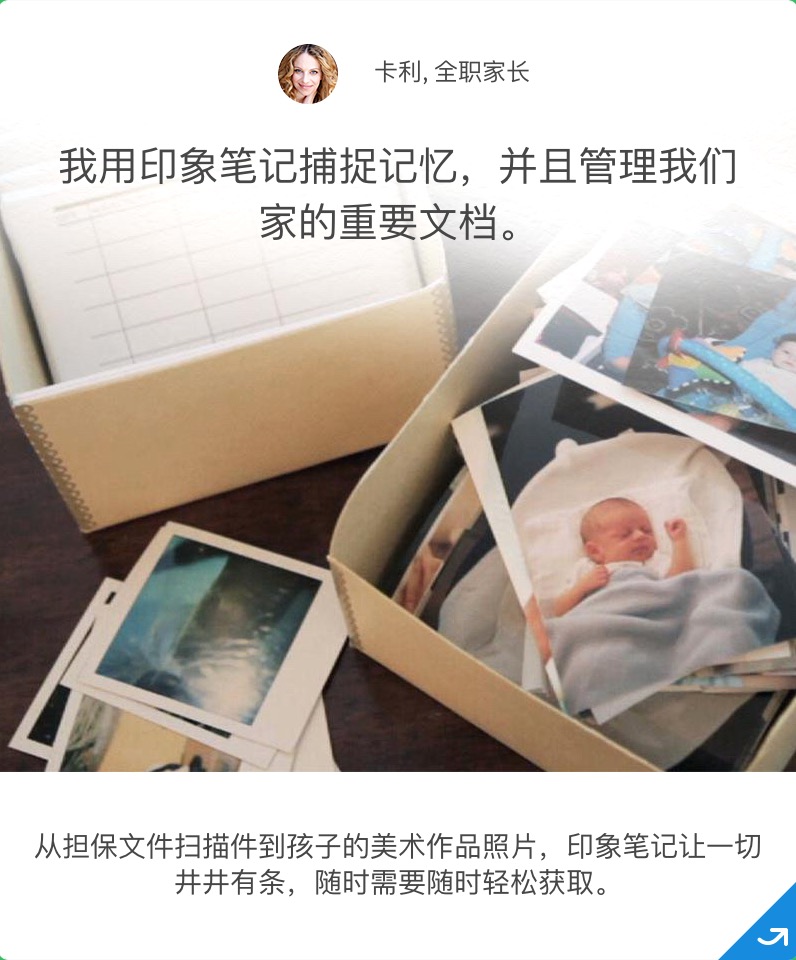 卡利, 全职家长
我用印象笔记捕捉记忆，并且管理我们
家的重要文档。
从担保文件扫描件到孩子的美术作品照片，印象笔记让一切
井井有条，随时需要随时轻松获取。